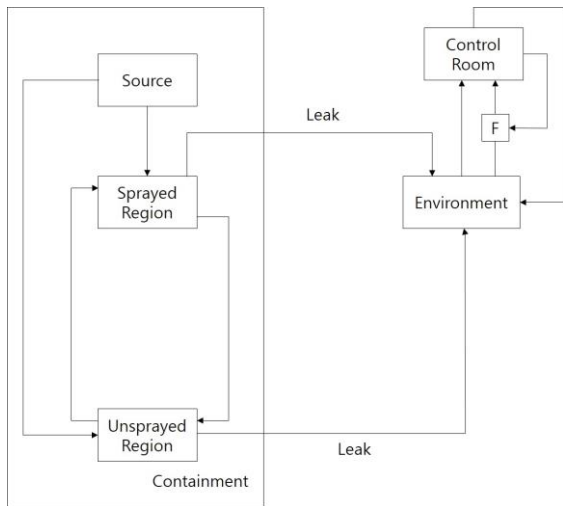 Control
Room
Source
Leak
F
Sprayed
Region
Environment
Unsprayed
Region
Leak
Containment